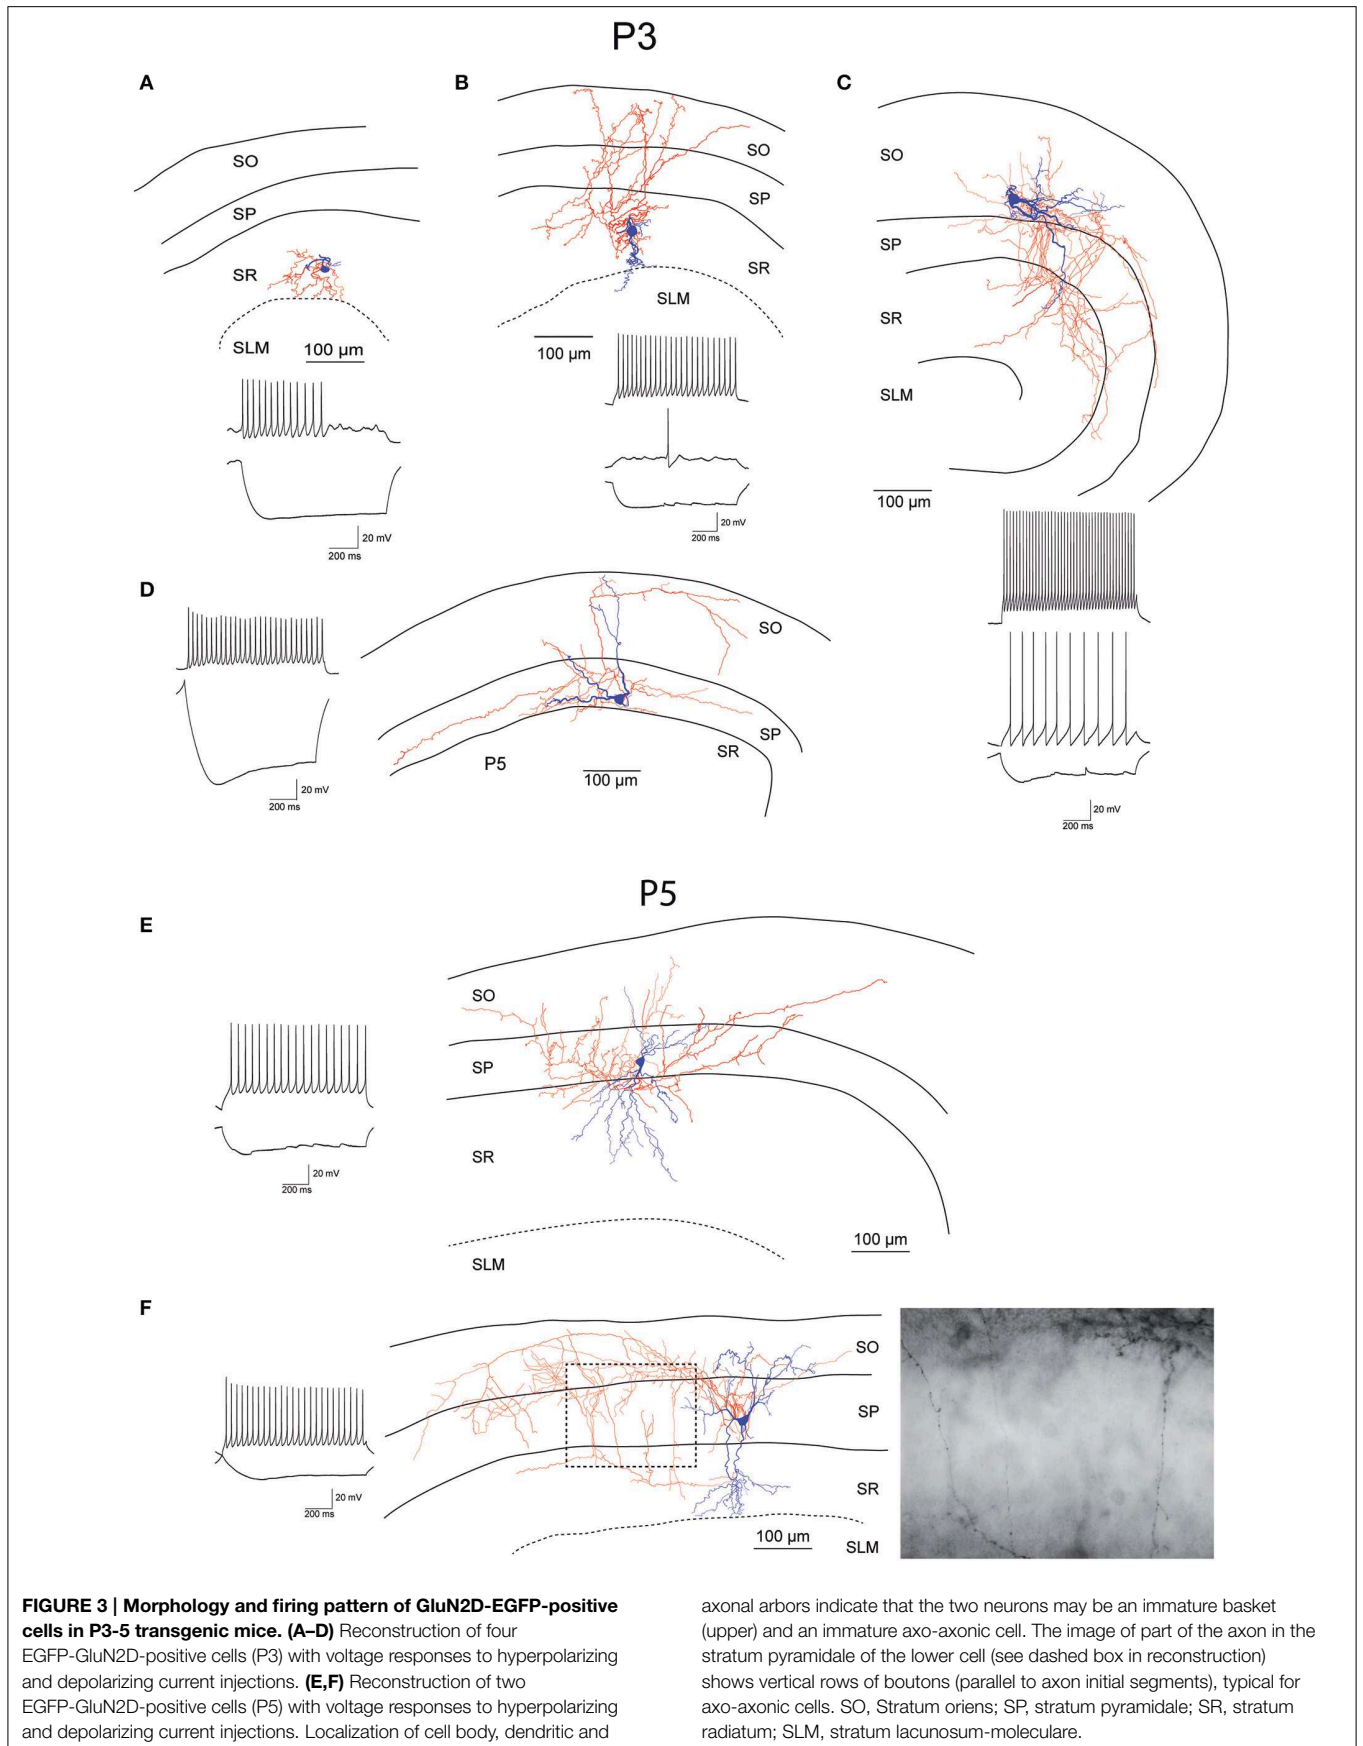 P3
A
SO
SP
SR
SLM
100 µm
20 mV
200 ms
B
SO
SP
SR
SLM
100 µm
20 mV
200 ms
C
SO
SP
SR
SLM
100 µm
20 mV
200 ms
D
20 mV
200 ms
SO
SP
SR
P5
100 µm
P5
E
SO
SP
SR
SLM
20 mV
200 ms
100 µm
F
20 mV
200 ms
SO
SP
SR
SLM
100 µm
FIGURE 3 | Morphology and firing pattern of GluN2D-EGFP-positive
cells in P3-5 transgenic mice. (A–D) Reconstruction of four
EGFP-GluN2D-positive cells (P3) with voltage responses to hyperpolarizing
and depolarizing current injections. (E,F) Reconstruction of two
EGFP-GluN2D-positive cells (P5) with voltage responses to hyperpolarizing
and depolarizing current injections. Localization of cell body, dendritic and
axonal arbors indicate that the two neurons may be an immature basket
(upper) and an immature axo-axonic cell. The image of part of the axon in the
stratum pyramidale of the lower cell (see dashed box in reconstruction)
shows vertical rows of boutons (parallel to axon initial segments), typical for
axo-axonic cells. SO, Stratum oriens; SP, stratum pyramidale; SR, stratum
radiatum; SLM, stratum lacunosum-moleculare.